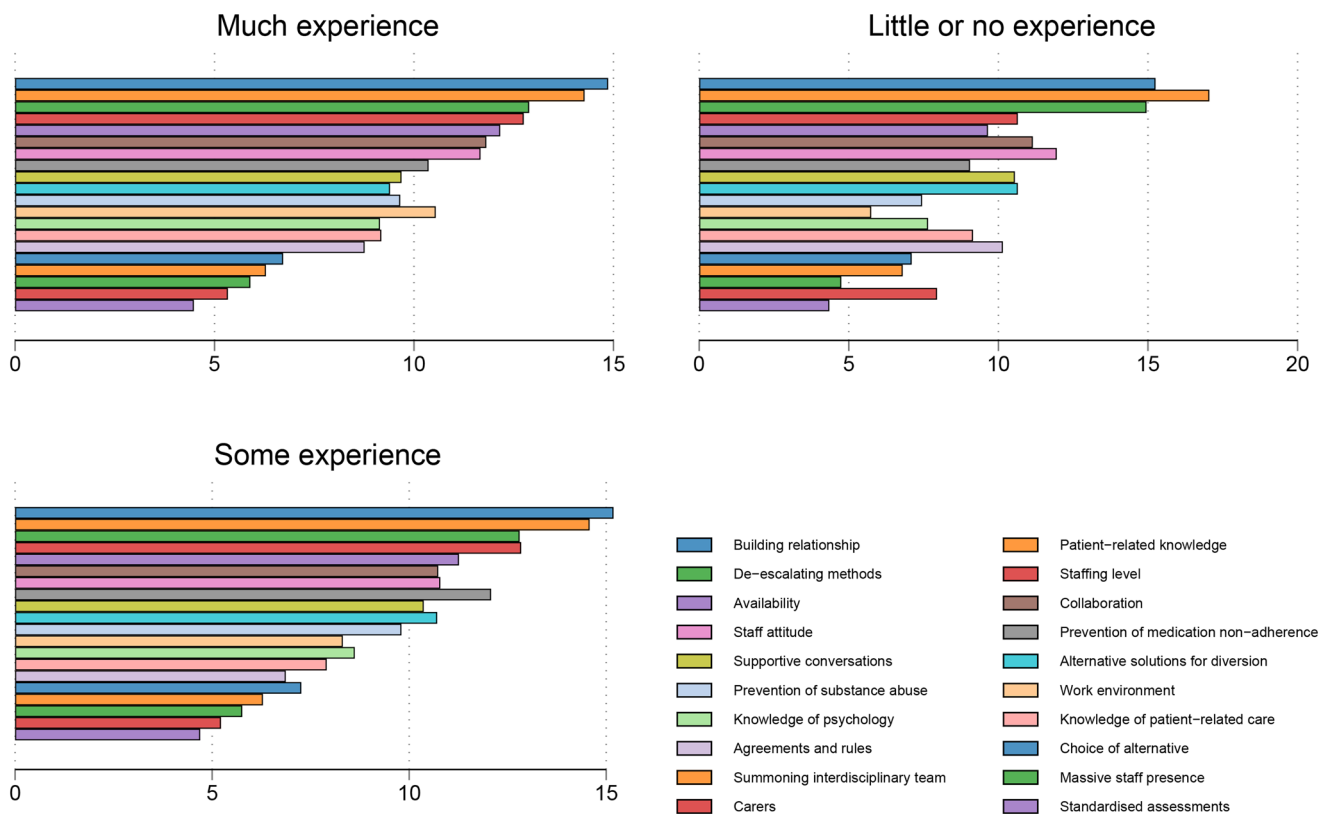 Much experience
0 5 10 15
Little or no experience
0 5 10 15 20
Some experience
0 5 10 15
Building relationship
Patient−related knowledge
De−escalating methods
Staffing level
Availability
Collaboration
Staff attitude
Prevention of medication non−adherence
Supportive conversations
Alternative solutions for diversion
Prevention of substance abuse
Work environment
Knowledge of psychology
Knowledge of patient−related care
Agreements and rules
Choice of alternative
Summoning interdisciplinary team
Massive staff presence
Carers
Standardised assessments